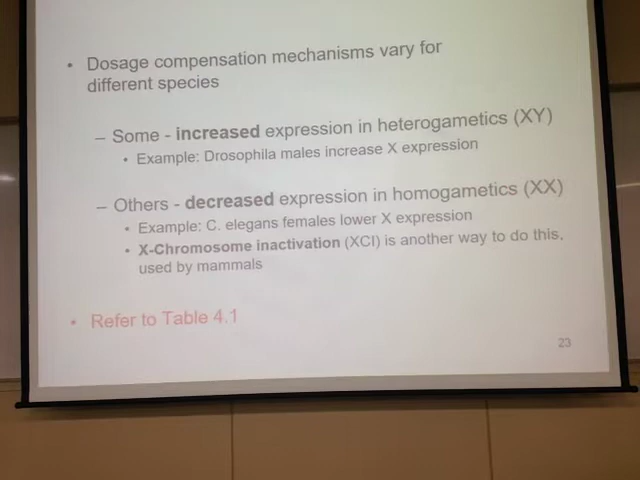 • Dosage compensation mechanisms vary for
different species
– Some - increased expression in heterogametics (XY)
• Example: Drosophila males increase X expression
– Others - decreased expression in homogametics (XX)
• Example: C. elegans females lower X expression
• X-Chromosome inactivation (XCI) is another way to do this,
used by mammals
• Refer to Table 4.1
23